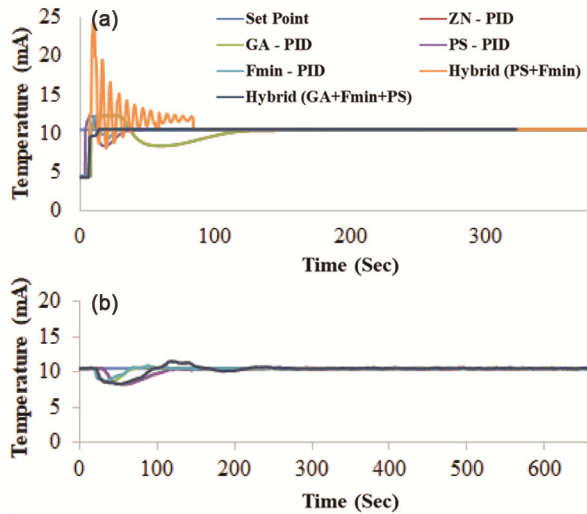 (a)
Set Point
ZN - PID
GA - PID
PS - PID
Fmin - PID
Hybrid (PS+Fmin)
Hybrid (GA+Fmin+PS)
Temperature (mA)
25
20
15
10
5
0
0 100 200 300
Time (Sec)
(b)
Temperature (mA)
25
20
15
10
5
0
0 100 200 300 400 500 600
Time (Sec)